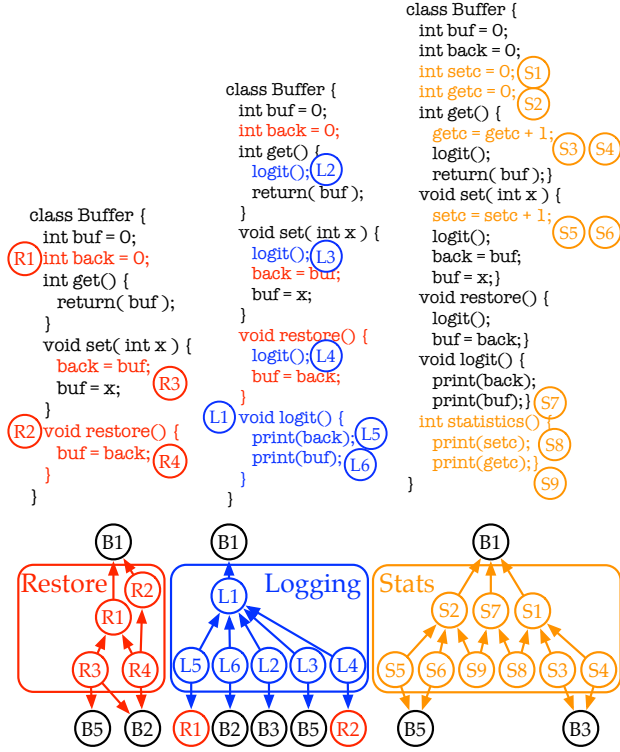 class Buffer {
int buf = 0;
R1 int back = 0;
int get() {
return( buf );
}
void set( int x ) {
back = buf;
R3
buf = x;
}
R2 void restore() {
buf = back; R4
}
}
class Buffer {
int buf = 0;
int back = 0;
int get() {
logit(); L2
return( buf );
}
void set( int x ) {
logit(); L3
back = buf;
buf = x;
}
void restore() {
logit(); L4
buf = back;
}
L1 void logit() {
print(back); L5
print(buf); L6
}
}
class Buffer {
int buf = 0;
int back = 0;
int setc = 0; S1
int getc = 0; S2
int get() {
getc = getc + 1; S3 S4
logit();
return( buf ); }
void set( int x ) {
setc = setc + 1; S5 S6
logit();
back = buf;
buf = x; }
void restore() {
logit();
buf = back; }
void logit() {
print(back);
print(buf); } S7
int statistics() {
print(setc); S8
print(getc); }
S9
}
B1
Restore R2
R1
R3 R4
B5 B2
B1
Logging
L1
L5 L6 L2 L3 L4
R1 B2 B3 B5 R2
B1
Stats
S2 S7 S1
S5 S6 S9 S8 S3 S4
B5 B3